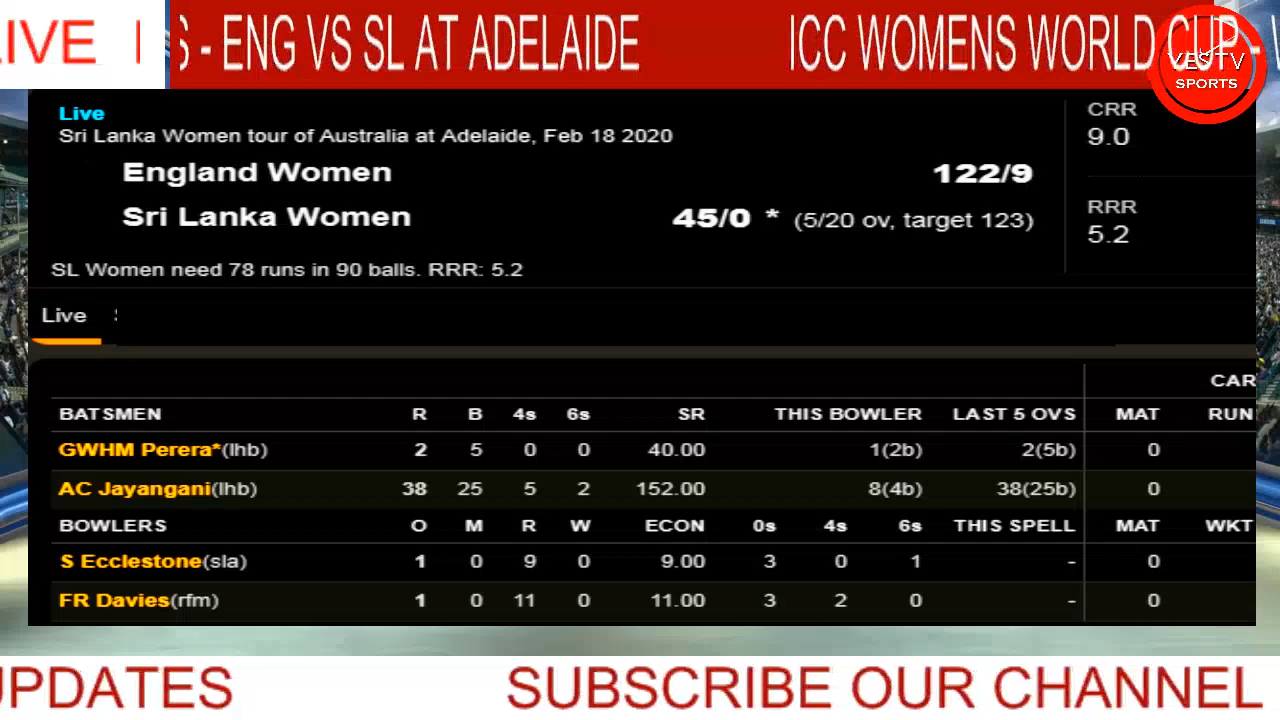 LIVE
S - ENG VS SL AT ADELAIDE ICC WOMENS WORLD CUP -
VESTV
SPORTS
Live
Sri Lanka Women tour of Australia at Adelaide, Feb 18 2020
England Women 122/9
Sri Lanka Women 45/0 * (5/20 ov, target 123)
SL Women need 78 runs in 90 balls. RRR: 5.2
CRR
9.0
RRR
5.2
Live
CAR
BATSMEN R B 4s 6s SR THIS BOWLER LAST 5 OVS MAT RUN
GWHM Perera*(lhb) 2 5 0 0 40.00 1(2b) 2(5b) 0
AC Jayangani(lhb) 38 25 5 2 152.00 8(4b) 38(25b) 0
BOWLERS O M R W ECON 0s 4s 6s THIS SPELL MAT WKT
S Ecclestone(sla) 1 0 9 0 9.00 3 0 1 - 0
FR Davies(rfm) 1 0 11 0 11.00 3 2 0 - 0
UPDATES SUBSCRIBE OUR CHANNEL